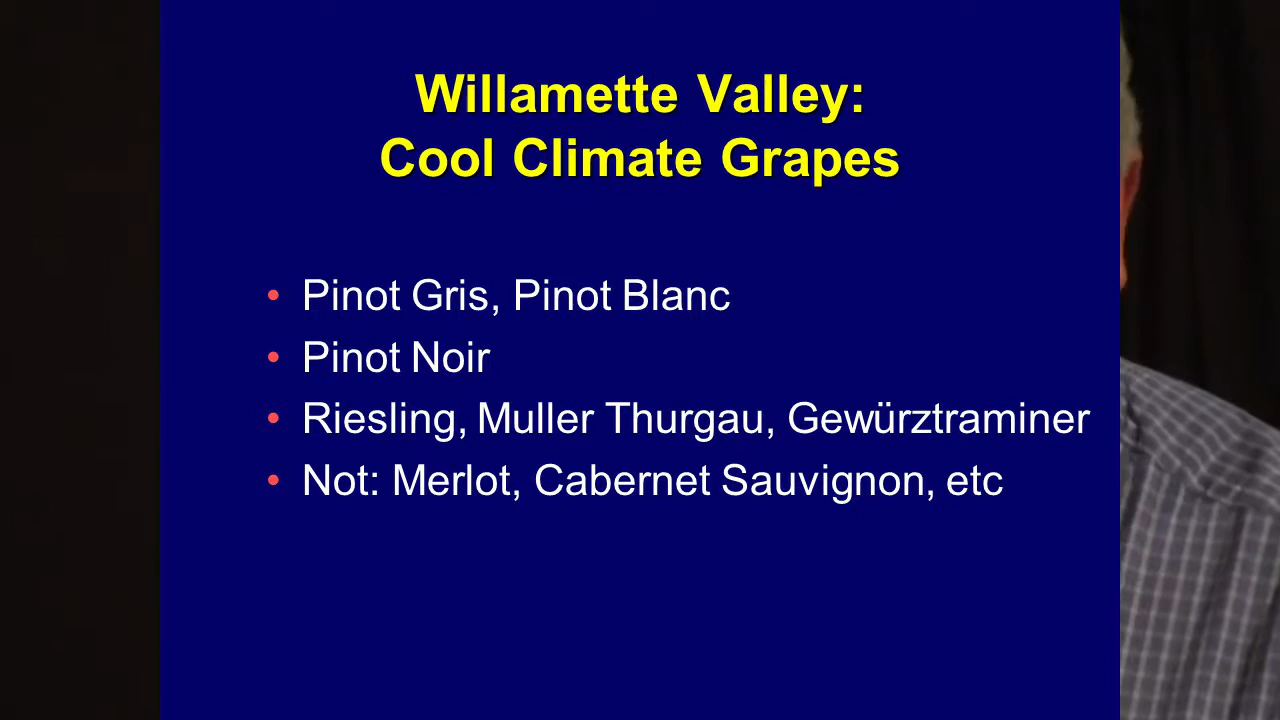 Willamette Valley:
Cool Climate Grapes
• Pinot Gris, Pinot Blanc
• Pinot Noir
• Riesling, Muller Thurgau, Gewürztraminer
• Not: Merlot, Cabernet Sauvignon, etc